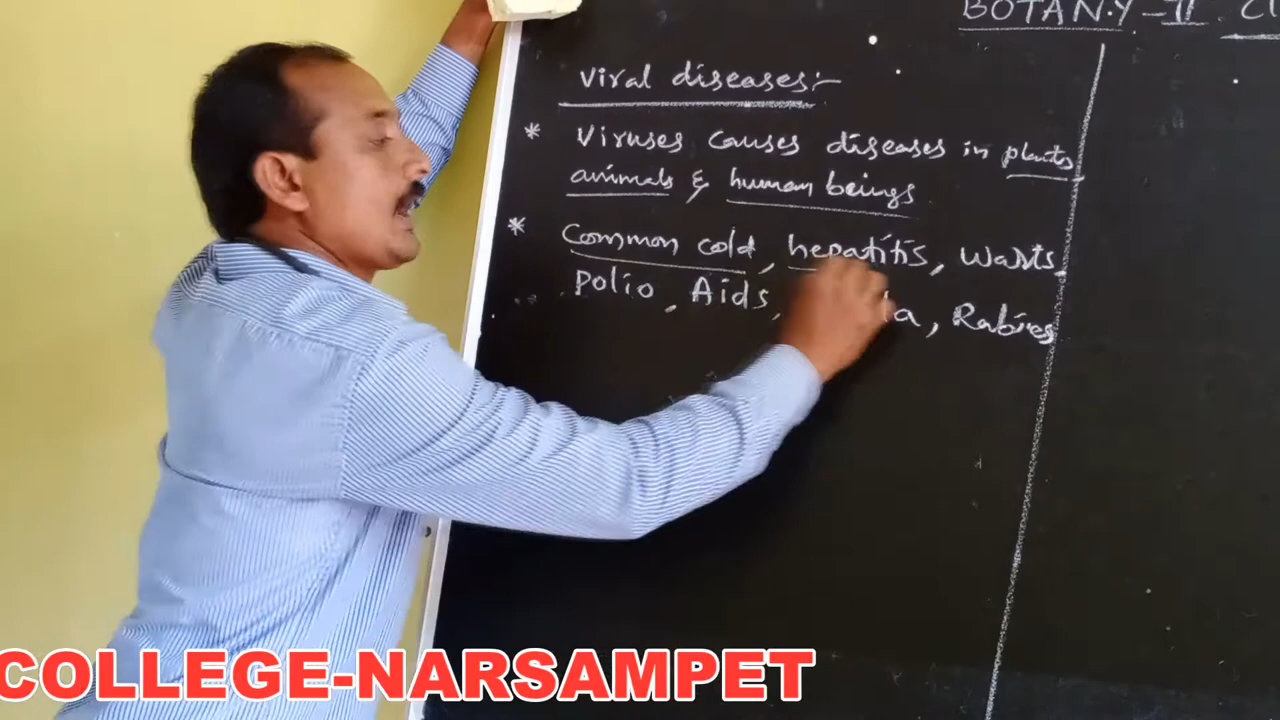 BOTANY-II
Viral diseases:-
* Viruses causes diseases in plants
animals & human beings
* Common cold, hepatitis, Warts,
polio, Aids, Rabies
COLLEGE-NARSAMPET